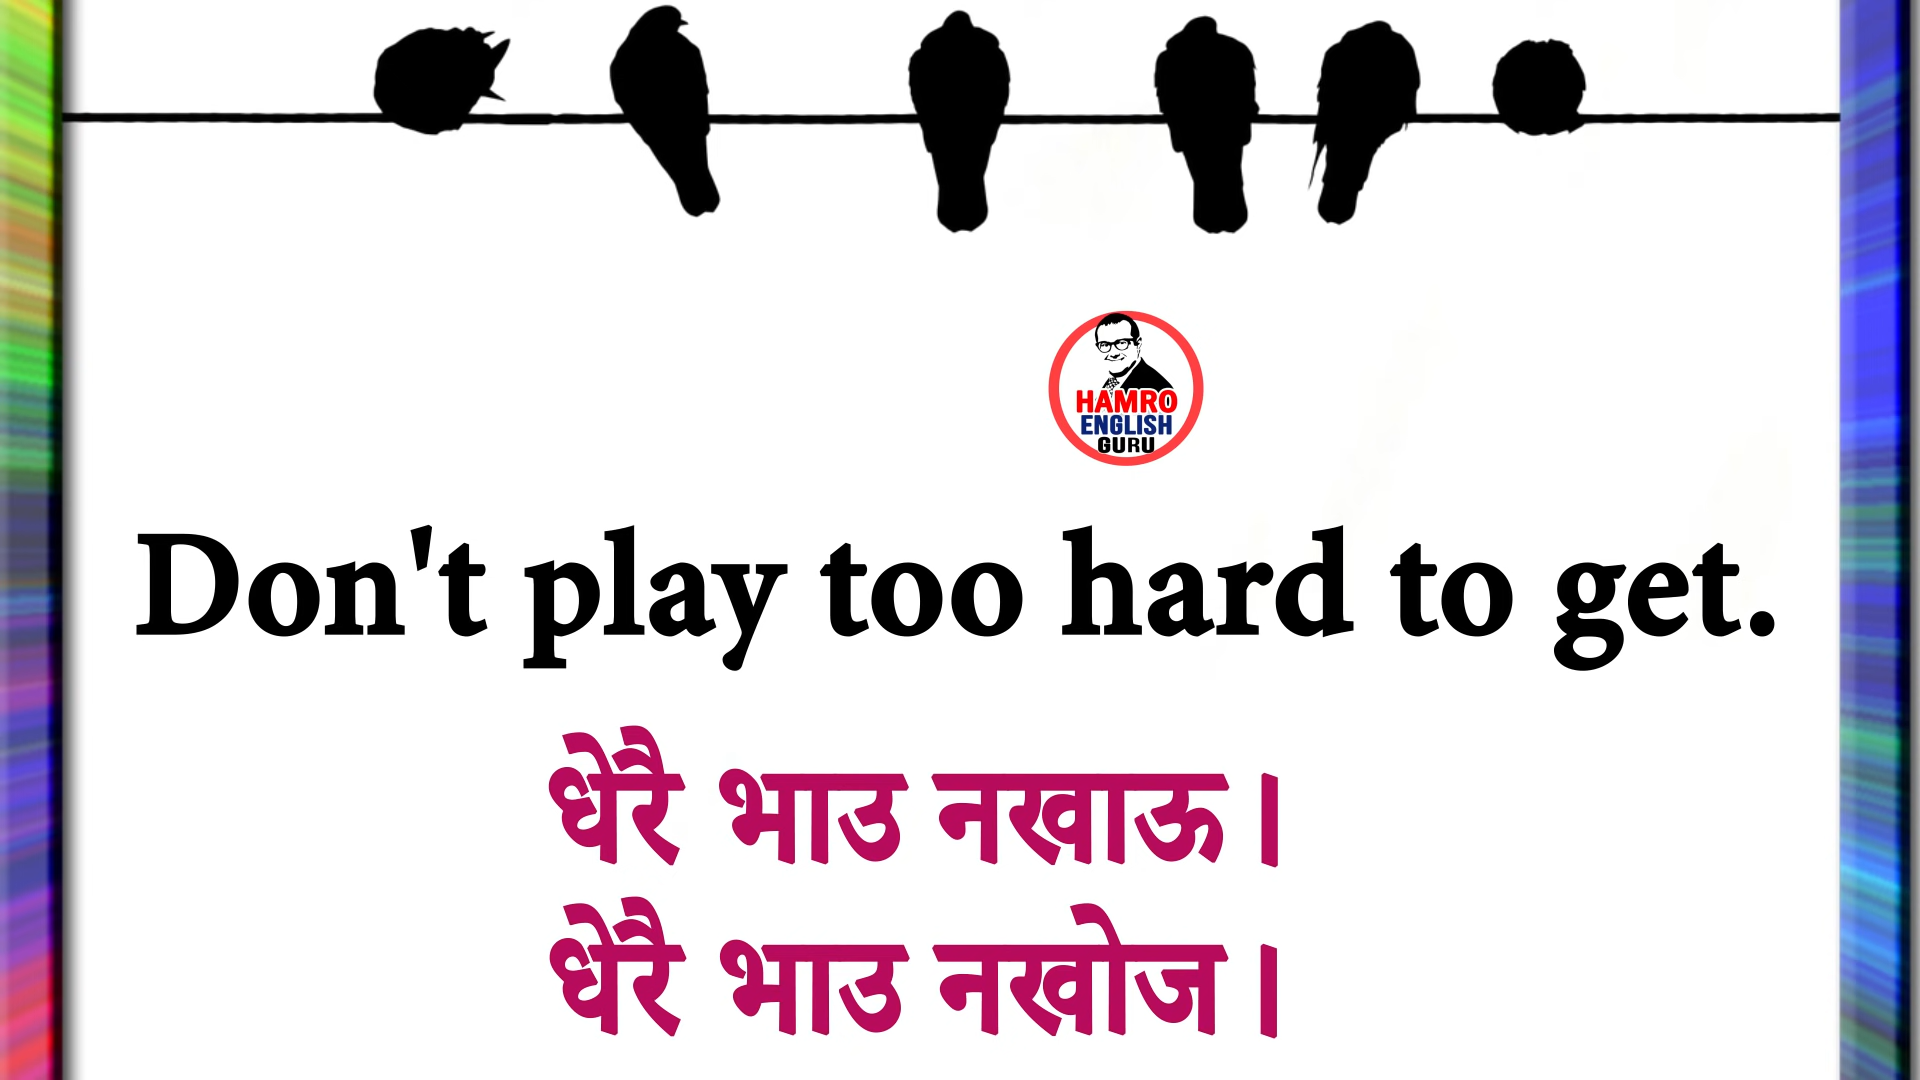 HAMRO
ENGLISH
GURU
Don't play too hard to get.
धेरै भाउ नखाऊ।
धेरै भाउ नखोज।